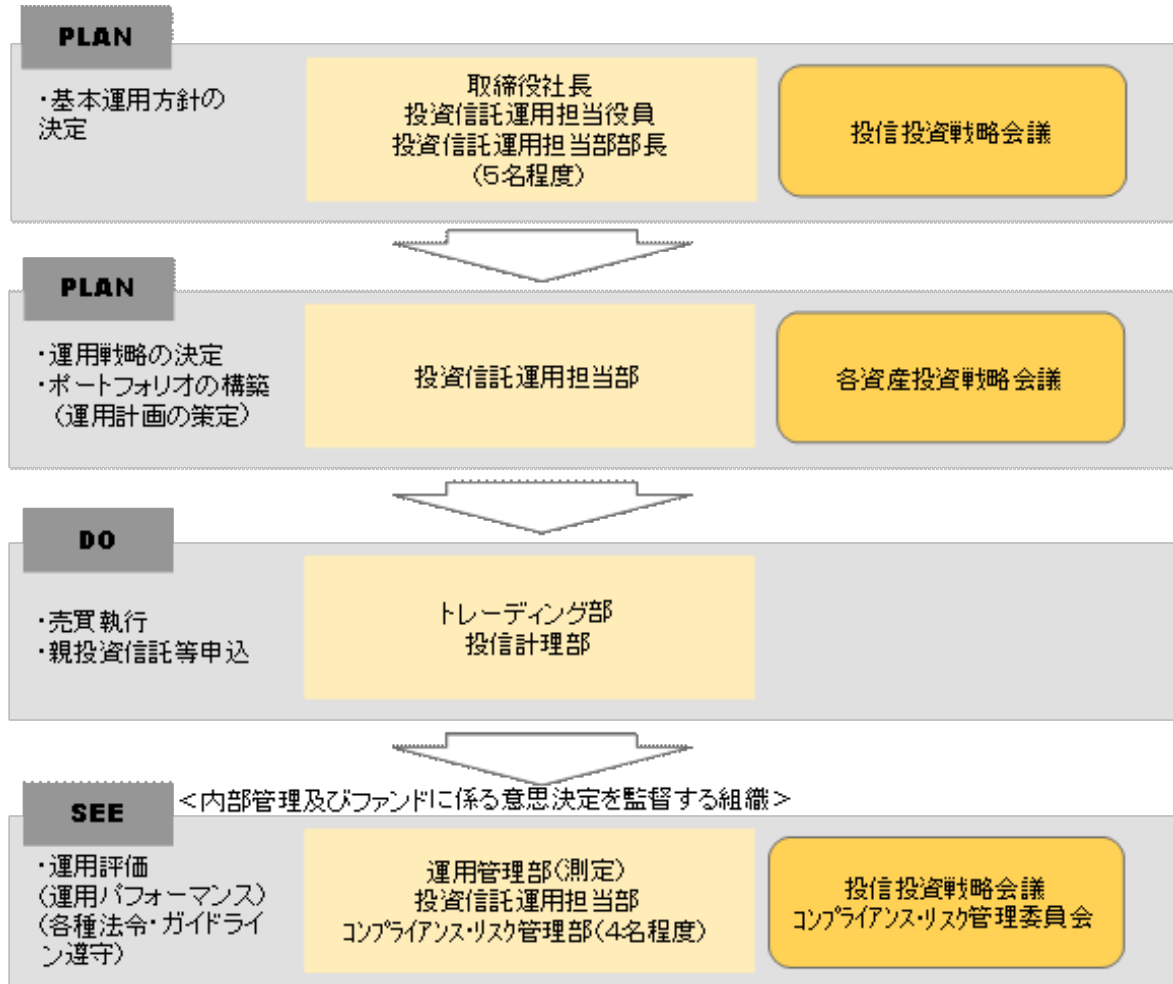 PLAN
・基本運用方針の
決定
取締役社長
投資信託運用担当役員
投資信託運用担当部部長
(5名程度)
投信投資戦略会議
PLAN
・運用戦略の決定
・ポートフォリオの構築
(運用計画の策定)
投資信託運用担当部
各資産投資戦略会議
DO
・売買執行
・親投資信託等申込
トレーディング部
投信計理部
SEE
＜内部管理及びファンドに係る意思決定を監督する組織＞
・運用評価
(運用パフォーマンス)
(各種法令・ガイドライ
ン遵守)
運用管理部(測定)
投資信託運用担当部
コンプライアンス・リスク管理部(4名程度)
投信投資戦略会議
コンプライアンス・リスク管理委員会